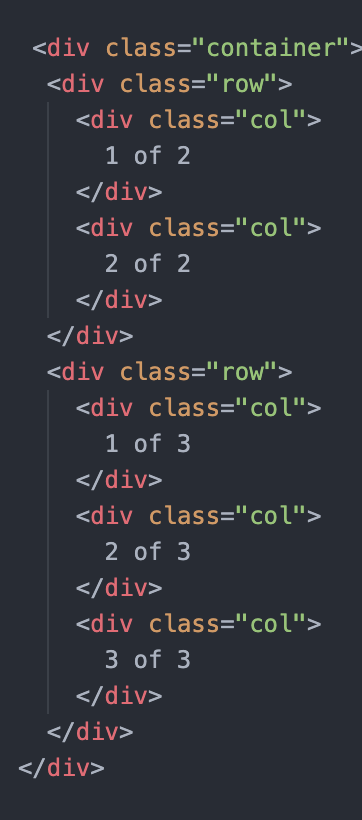 <div class="container">
<div class="row">
<div class="col">
1 of 2
</div>
<div class="col">
2 of 2
</div>
</div>
<div class="row">
<div class="col">
1 of 3
</div>
<div class="col">
2 of 3
</div>
<div class="col">
3 of 3
</div>
</div>
</div>